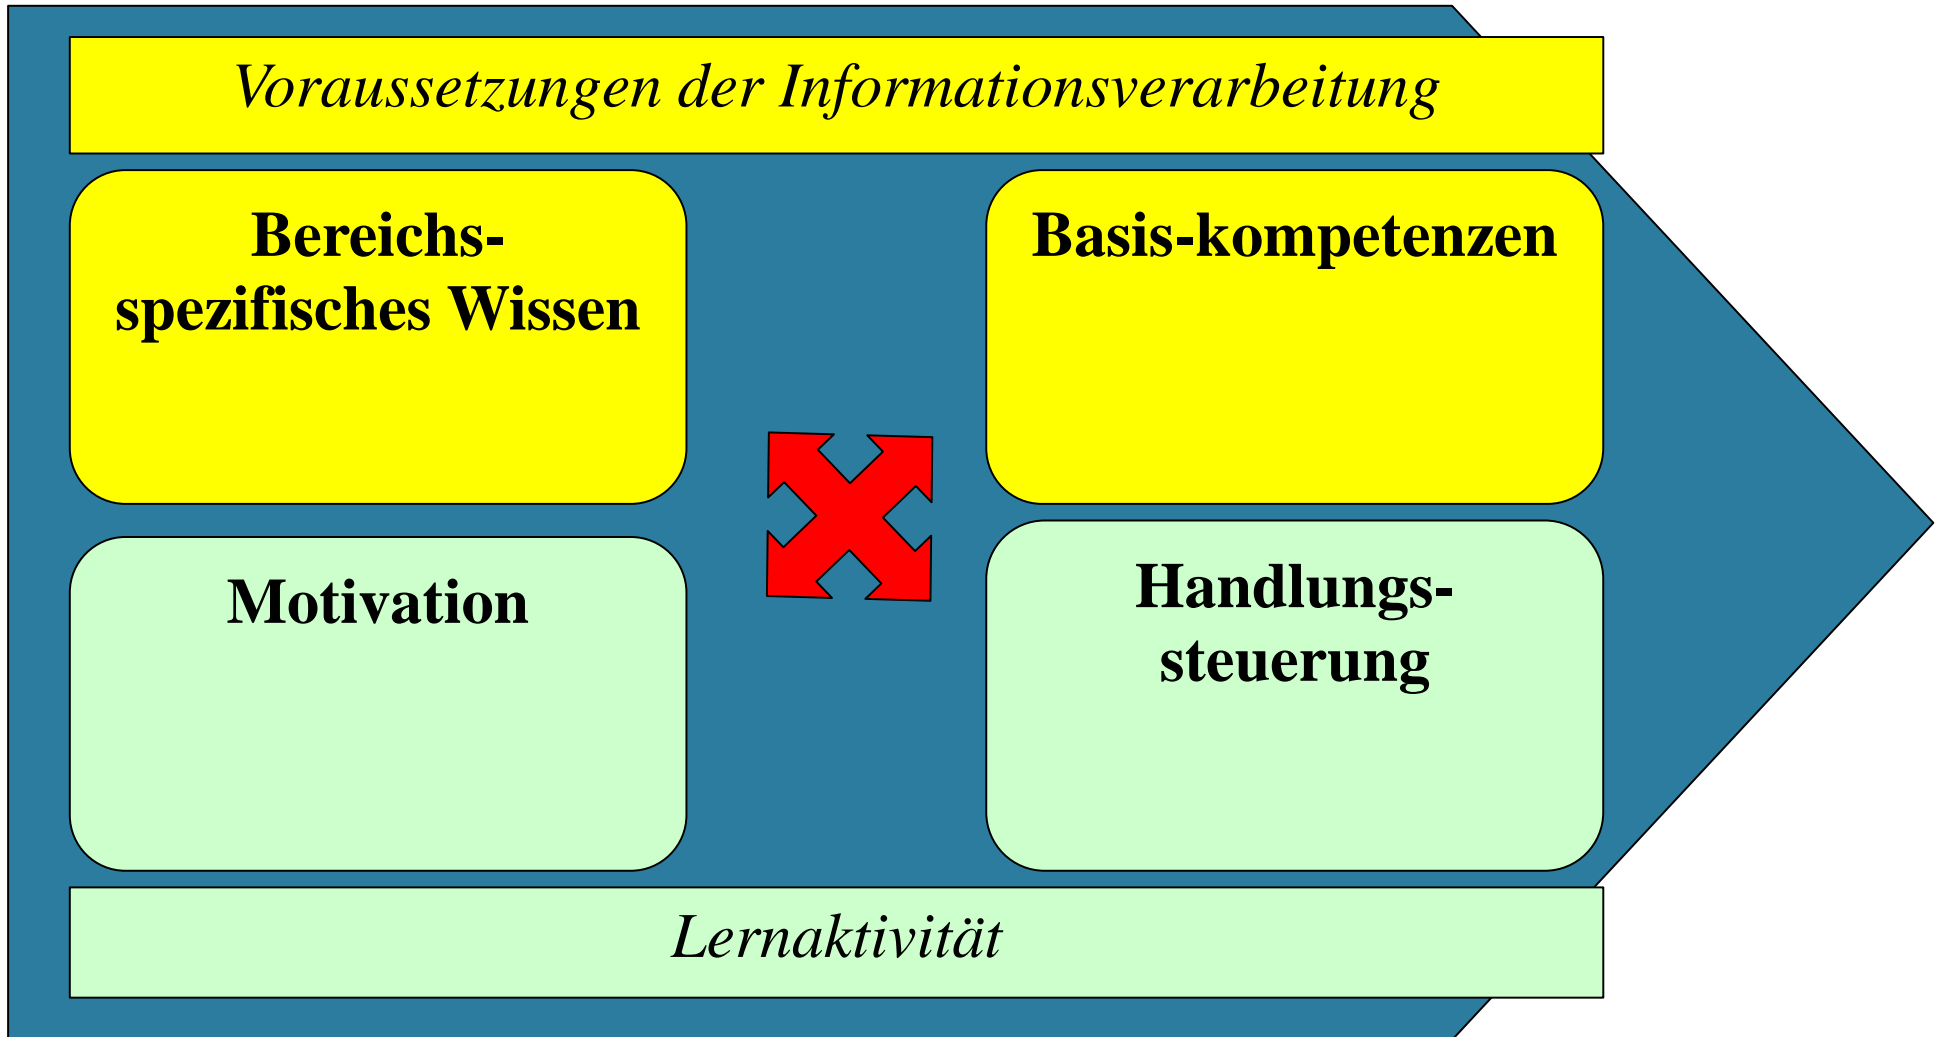 Voraussetzungen der Informationsverarbeitung
Bereichs-
spezifisches Wissen
Basis-kompetenzen
Motivation
Handlungs-
steuerung
Lernaktivität